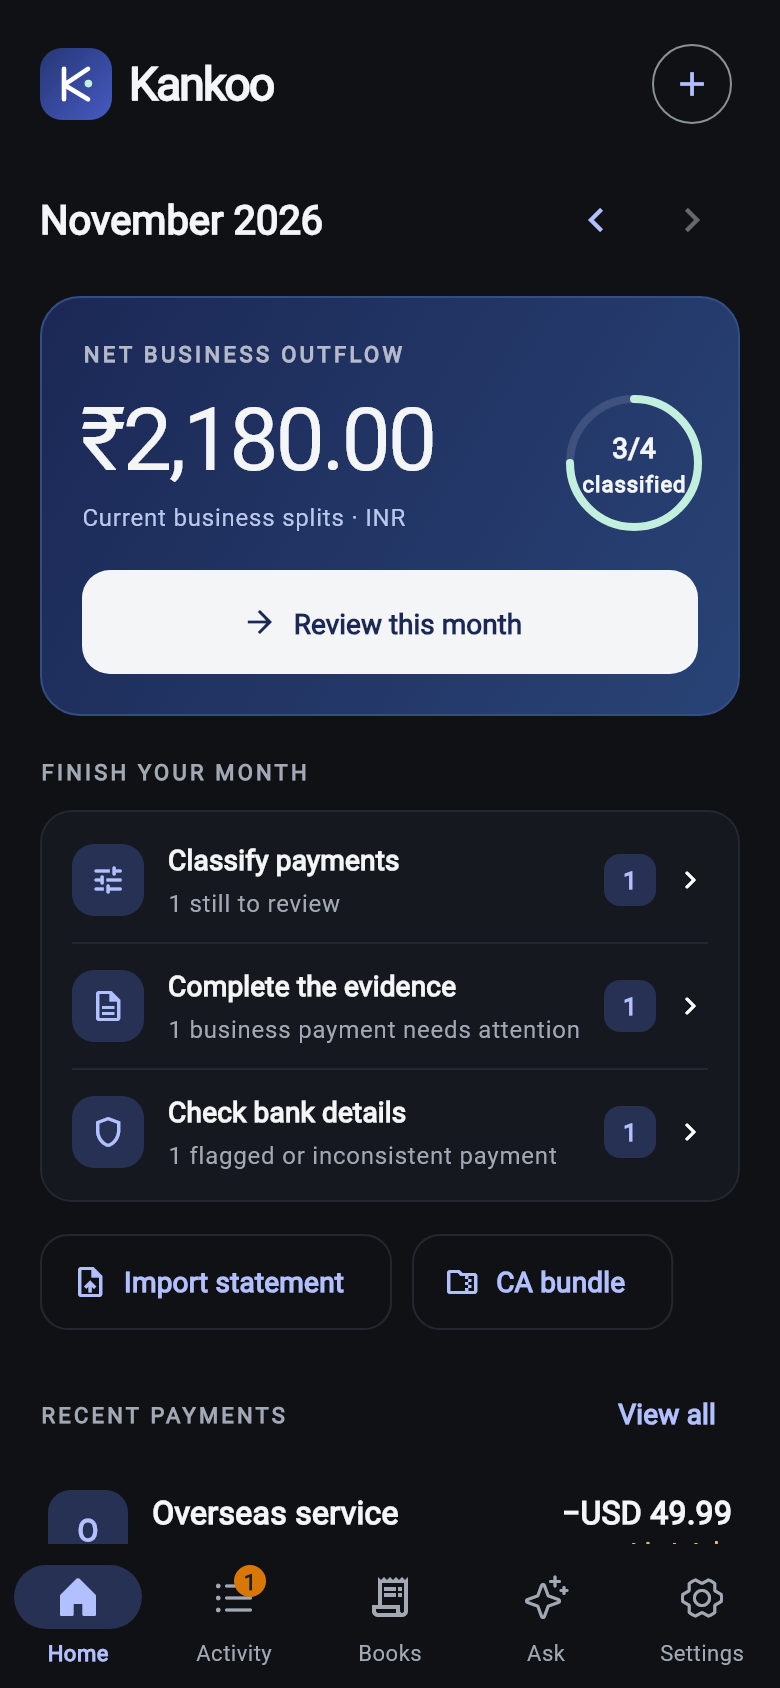 Kankoo
November 2026
NET BUSINESS OUTFLOW
₹2,180.00
3/4
classified
Current business splits · INR
Review this month
FINISH YOUR MONTH
Classify payments
1 still to review
1
Complete the evidence
1 business payment needs attention
1
Check bank details
1 flagged or inconsistent payment
1
Import statement
CA bundle
RECENT PAYMENTS
View all
O
Overseas service
−USD 49.99
1
Home
Activity
Books
Ask
Settings